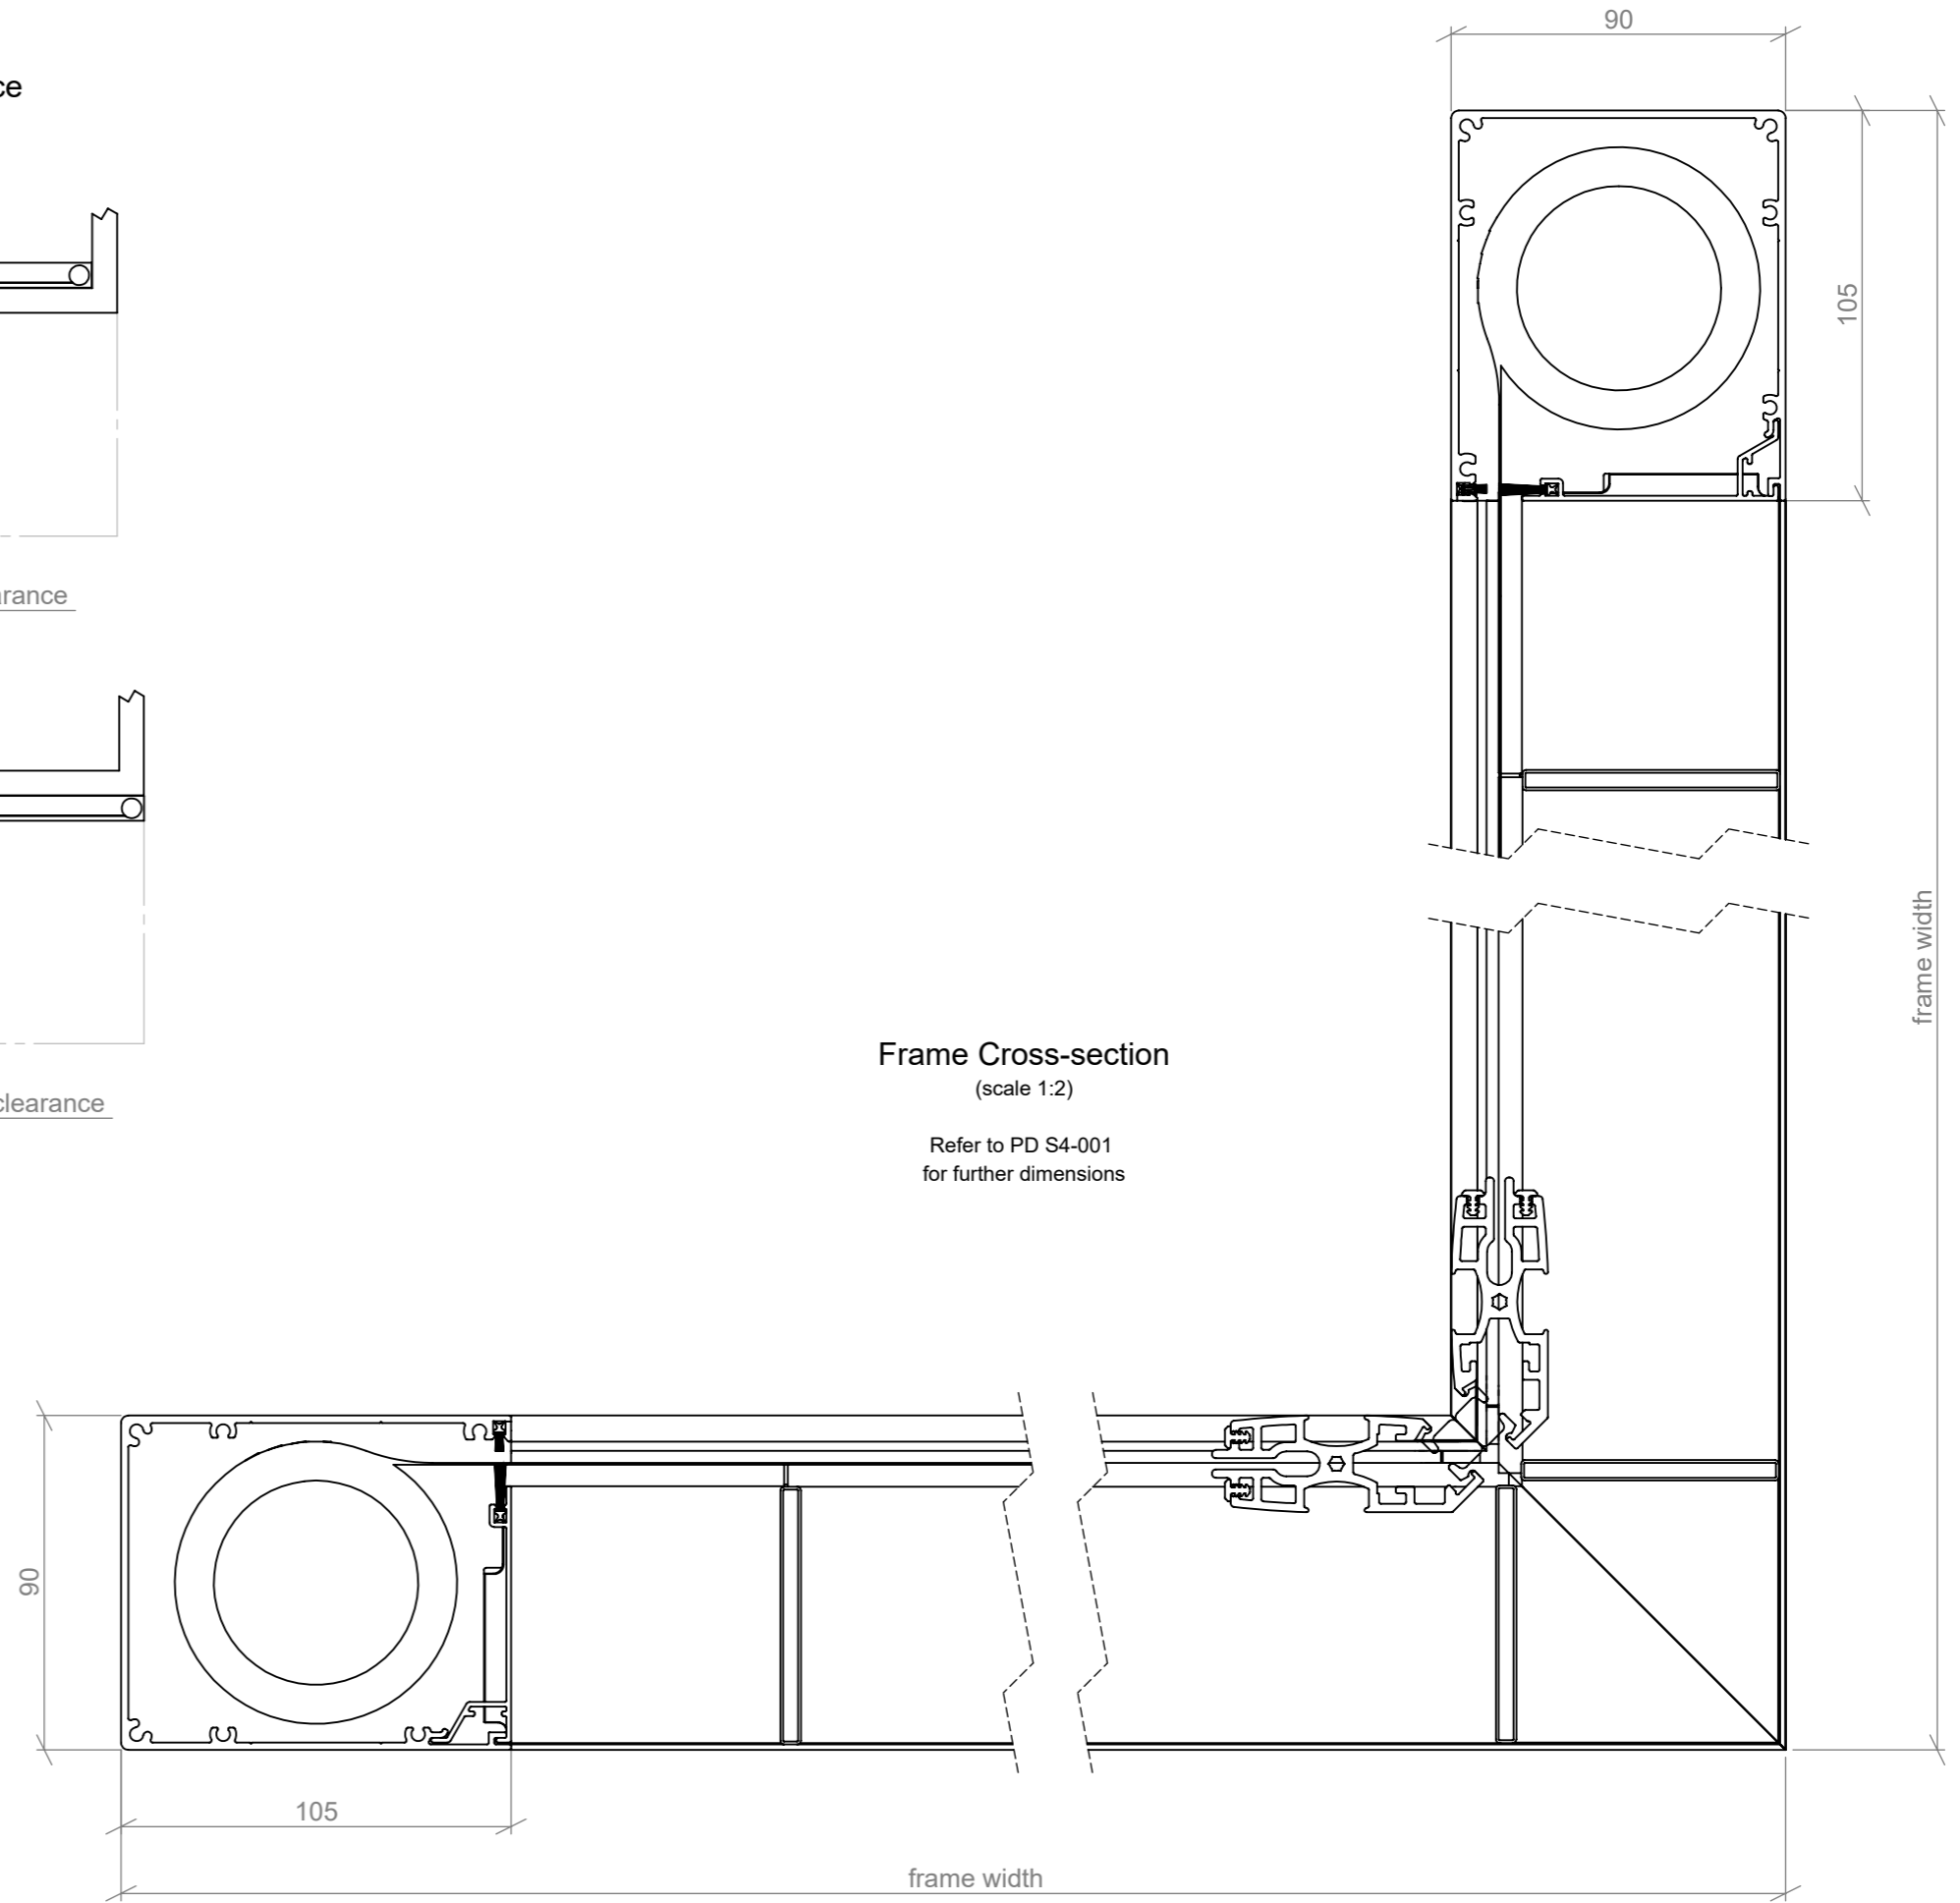 90
ce
105
arance
frame width
Frame Cross-section
(scale 1:2)
Refer to PD S4-001
for further dimensions
clearance
90
105
frame width